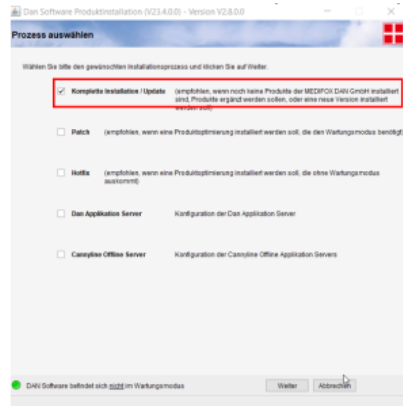 Dan Software Produktinstallation (V23.4.0.0) - Version V2.8.0.0
Prozess auswählen
Wählen Sie bitte den gewünschten Installationsprozess und klicken Sie auf Weiter.
Komplette Installation / Update (empfohlen, wenn noch keine Produkte der MEDIFOX DAN GmbH installiert
sind, Produkte ergänzt werden sollen, oder eine neue Version installiert
werden soll)
Patch (empfohlen, wenn eine Produktoptimierung installiert werden soll, die den Wartungsmodus benötigt)
Hotfix (empfohlen, wenn eine Produktoptimierung installiert werden soll, die ohne Wartungsmodus
auskommt)
Dan Applikation Server Konfiguration der Dan Applikation Server
Cannyline Offline Server Konfiguration der Cannyline Offline Applikation Servers
DAN Software befindet sich nicht im Wartungsmodus Weiter Abbrechen